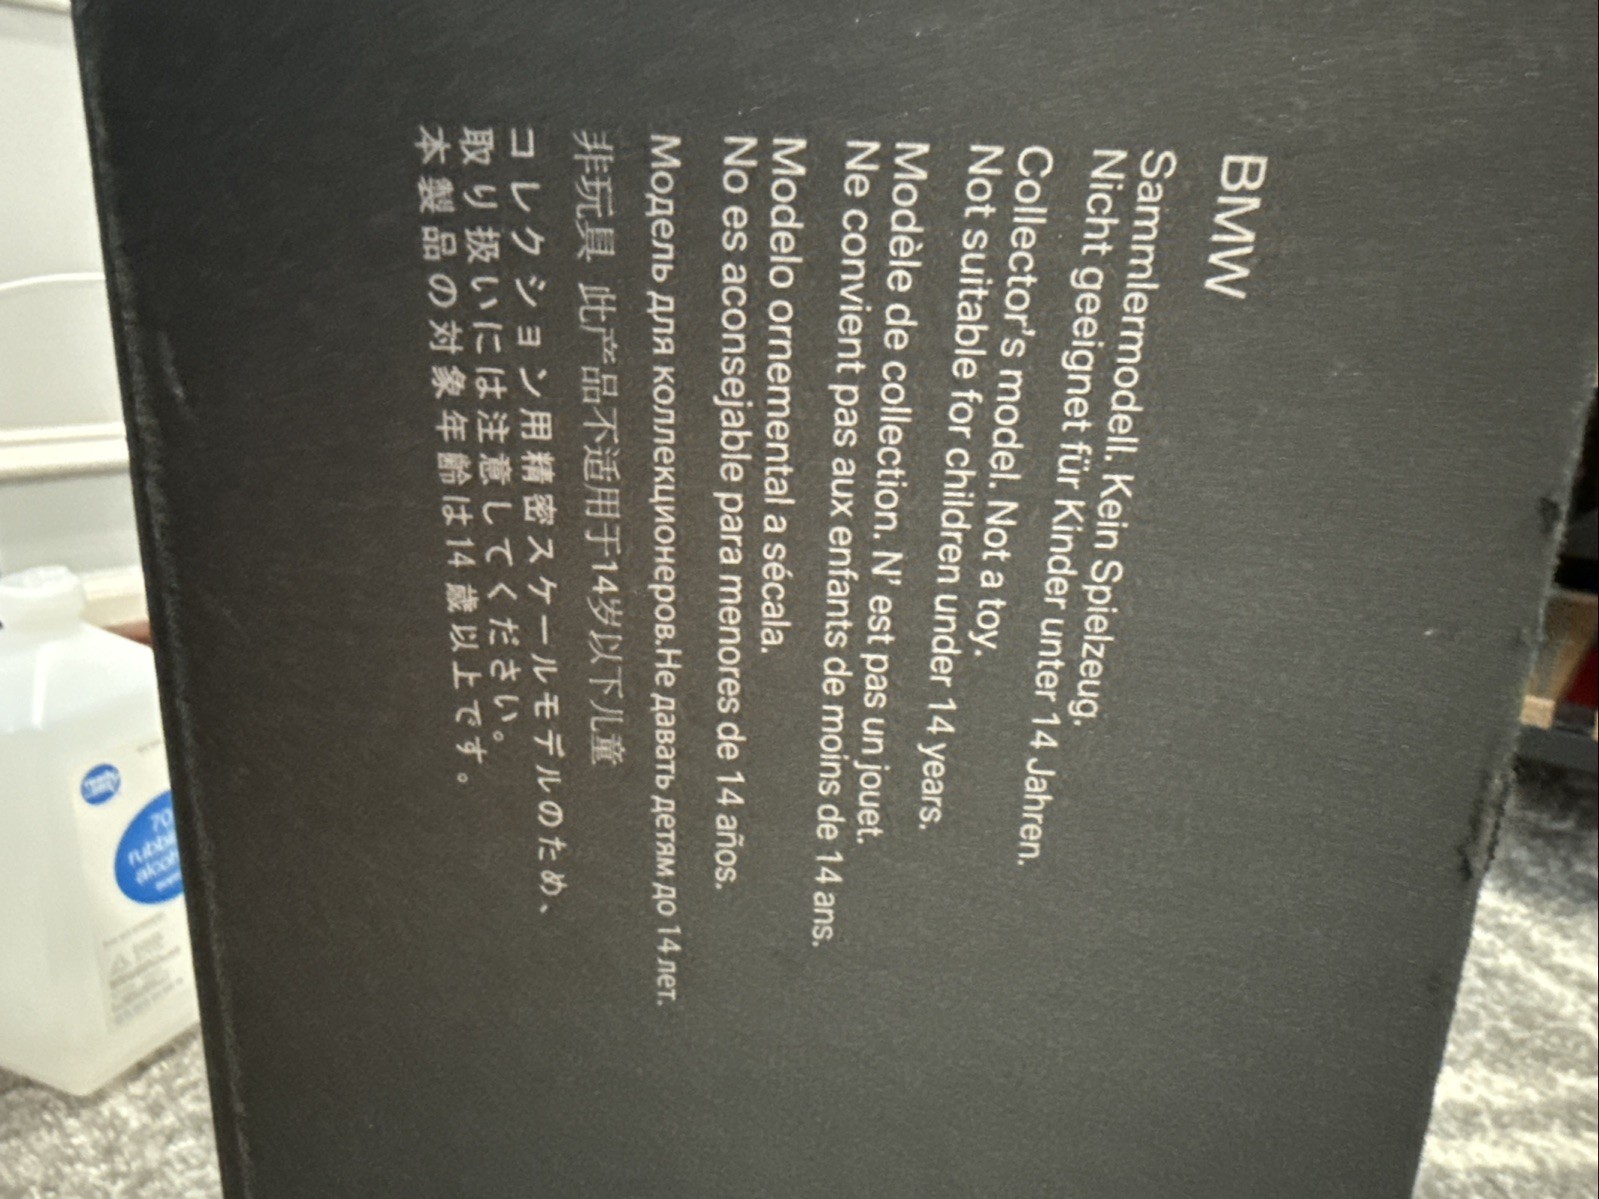 BMW
Sammlermodell. Kein Spielzeug.
Nicht geeignet für Kinder unter 14 Jahren.
Collector's model. Not a toy.
Not suitable for children under 14 years.
Modèle de collection. N' est pas un jouet.
Ne convient pas aux enfants de moins de 14 ans.
Modelo ornemental a sécala.
No es aconsejable para menores de 14 años.
Модель для коллекционеров.Не давать детям до 14 лет.
非玩具 此产品不适用于14岁以下儿童
コレクション用精密スケールモデルのため、
取り扱いには注意してください。
本製品の対象年齢は14歳以上です。
70
rubbi
alcoh